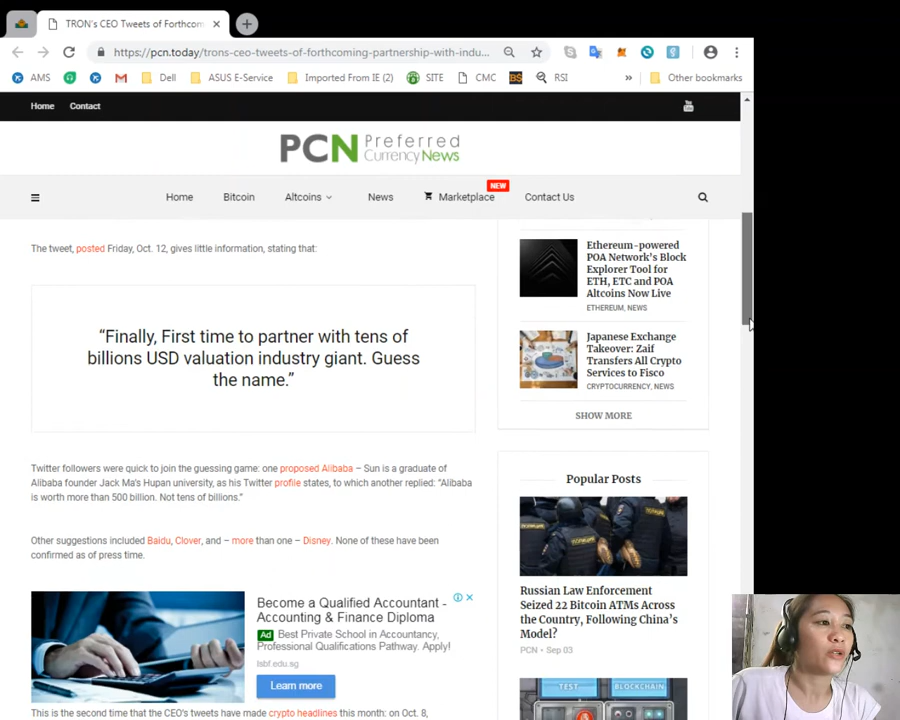 TRON's CEO Tweets of Forthcom
https://pcn.today/trons-ceo-tweets-of-forthcoming-partnership-with-indu...
AMS
Dell
ASUS E-Service
Imported From IE (2)
SITE
CMC
BS
RSI
»
Other bookmarks
Home
Contact
PCN Preferred
CurrencyNews
Home
Bitcoin
Altcoins
News
Marketplace
NEW
Contact Us
The tweet, posted Friday, Oct. 12, gives little information, stating that:
“Finally, First time to partner with tens of
billions USD valuation industry giant. Guess
the name.”
Twitter followers were quick to join the guessing game: one proposed Alibaba – Sun is a graduate of
Alibaba founder Jack Ma's Hupan university, as his Twitter profile states, to which another replied: “Alibaba
is worth more than 500 billion. Not tens of billions.”
Other suggestions included Baidu, Clover, and – more than one – Disney. None of these have been
confirmed as of press time.
Become a Qualified Accountant -
Accounting & Finance Diploma
Ad Best Private School in Accountancy,
Professional Qualifications Pathway. Apply!
lsbf.edu.sg
Learn more
This is the second time that the CEO's tweets have made crypto headlines this month: on Oct. 8,
Ethereum-powered
POA Network's Block
Explorer Tool for
ETH, ETC and POA
Altcoins Now Live
ETHEREUM, NEWS
Japanese Exchange
Takeover: Zaif
Transfers All Crypto
Services to Fisco
CRYPTOCURRENCY, NEWS
SHOW MORE
Popular Posts
Russian Law Enforcement
Seized 22 Bitcoin ATMs Across
the Country, Following China's
Model?
PCN • Sep 03
TEST
BLOCKCHAIN